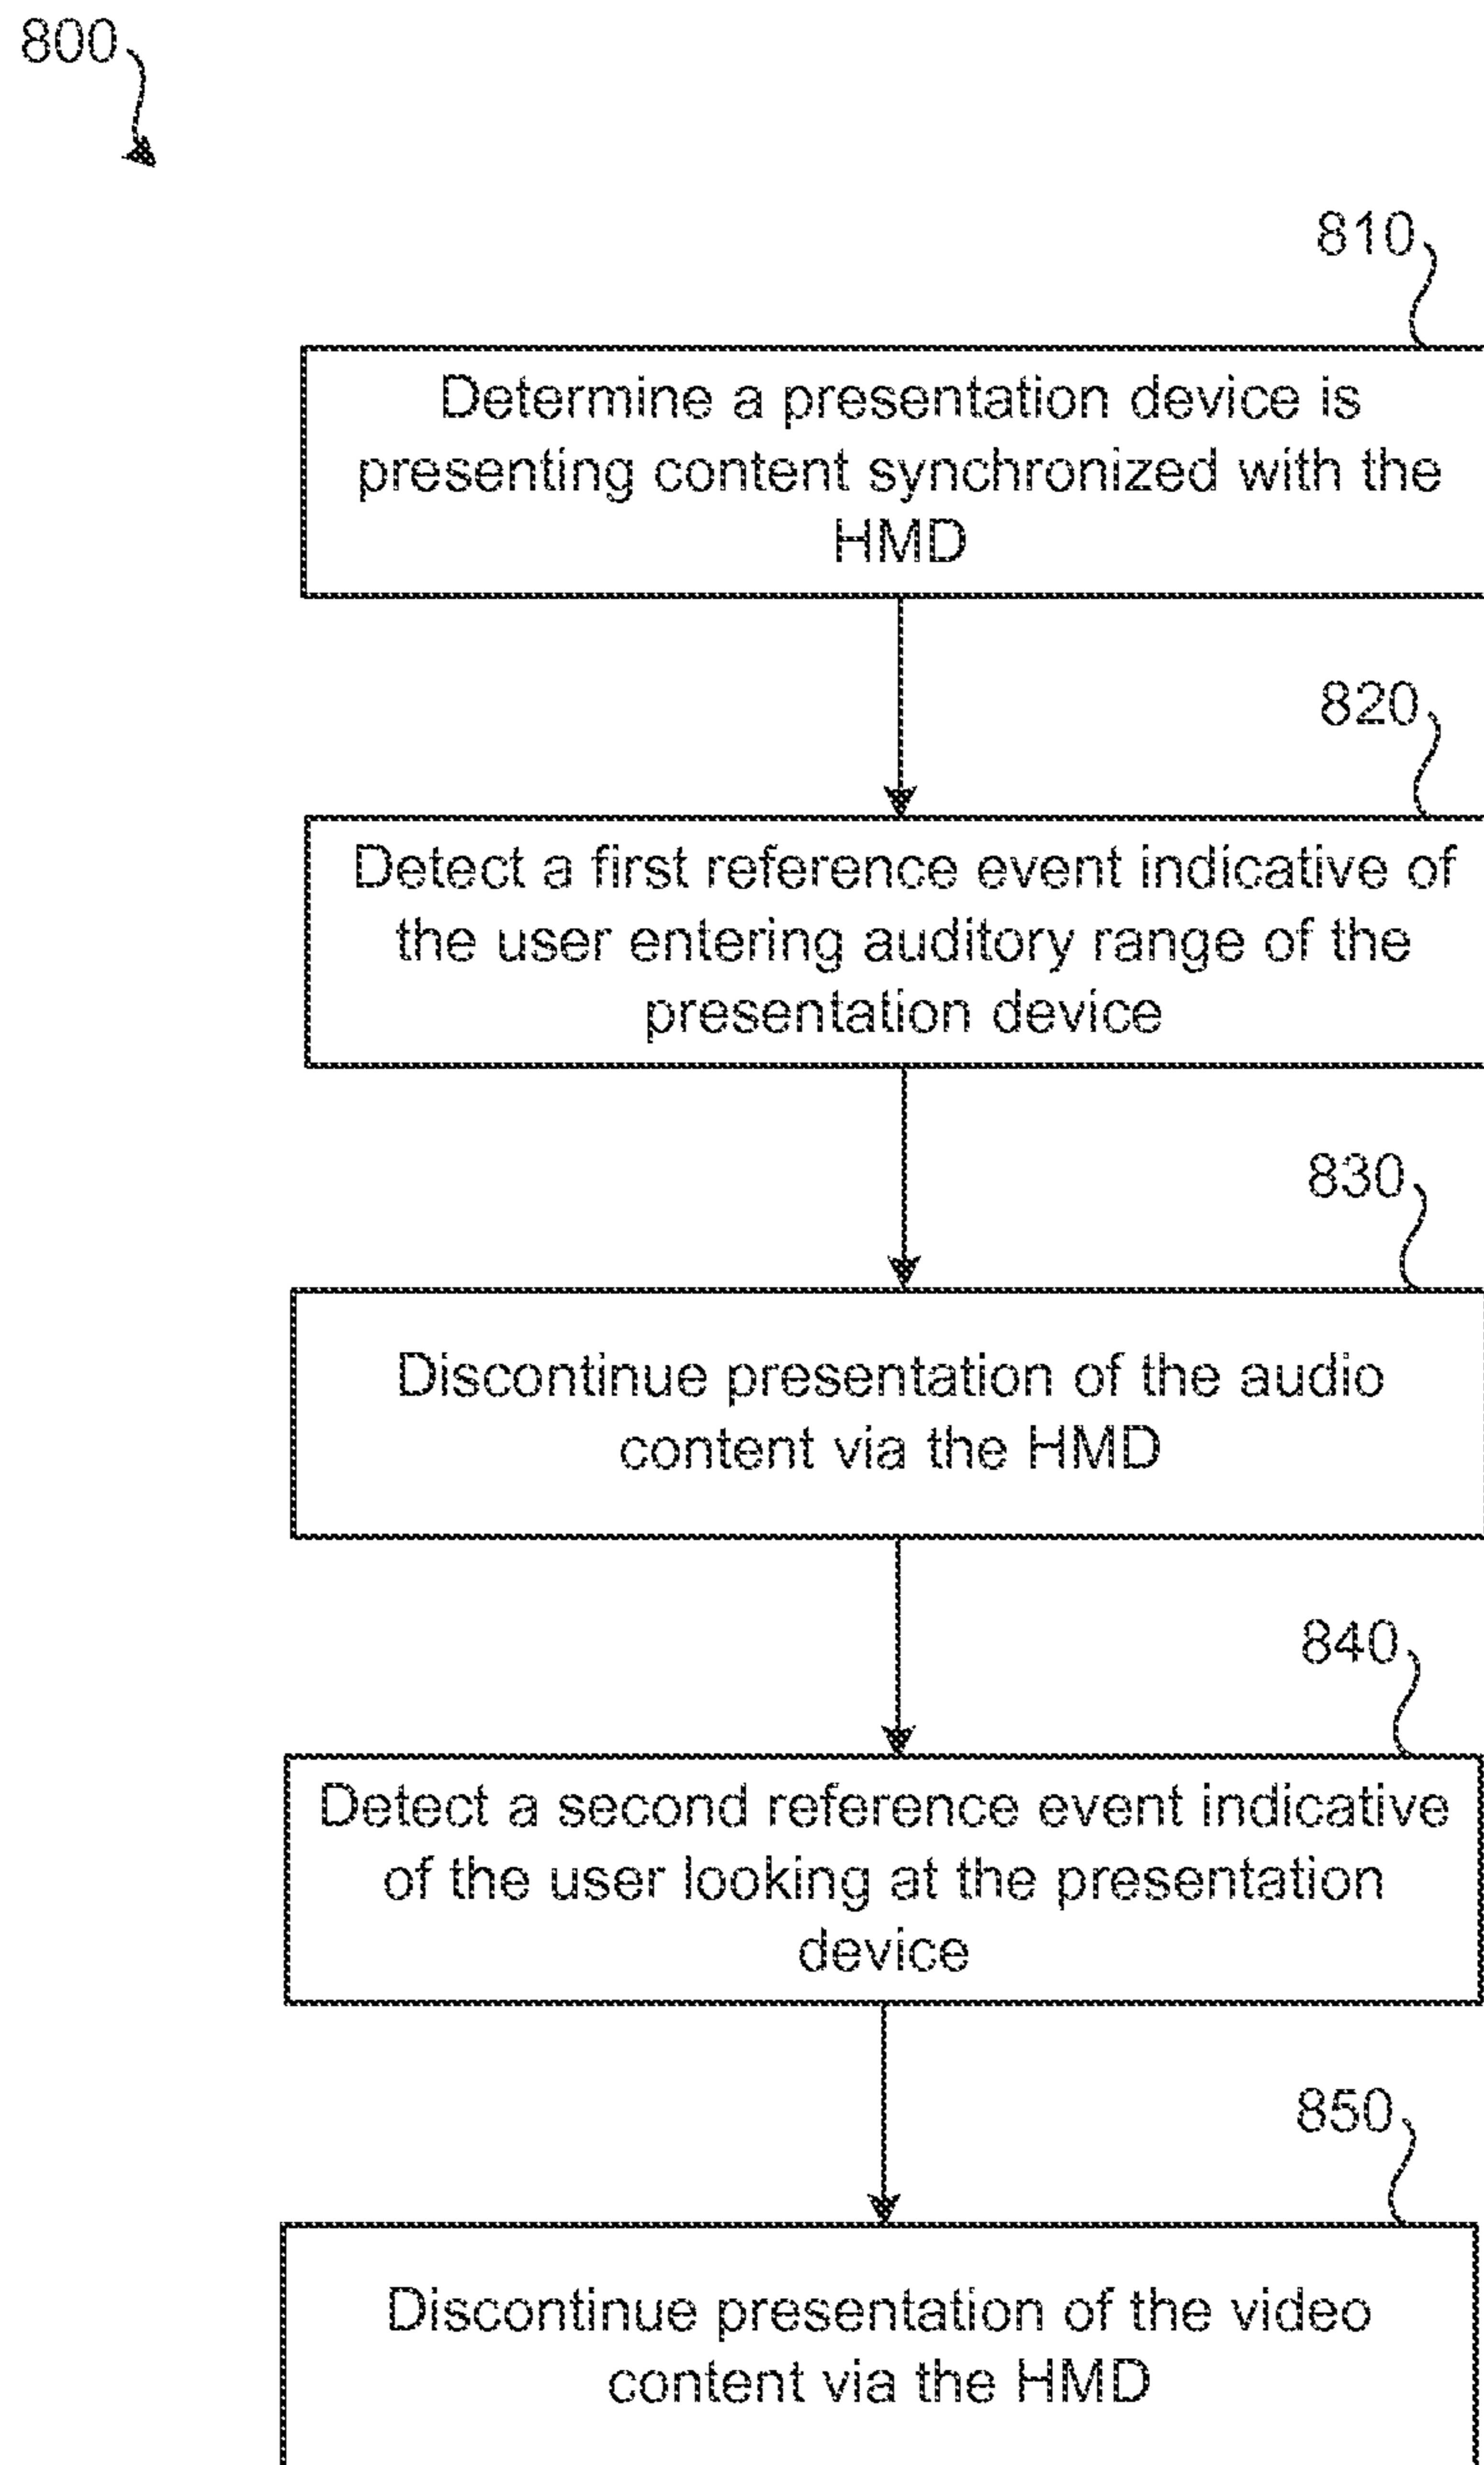 800
810
Determine a presentation device is
presenting content synchronized with the
HMD
820
Detect a first reference event indicative of
the user entering auditory range of the
presentation device
830
Discontinue presentation of the audio
content via the HMD
840
Detect a second reference event indicative
of the user looking at the presentation
device
850
Discontinue presentation of the video
content via the HMD